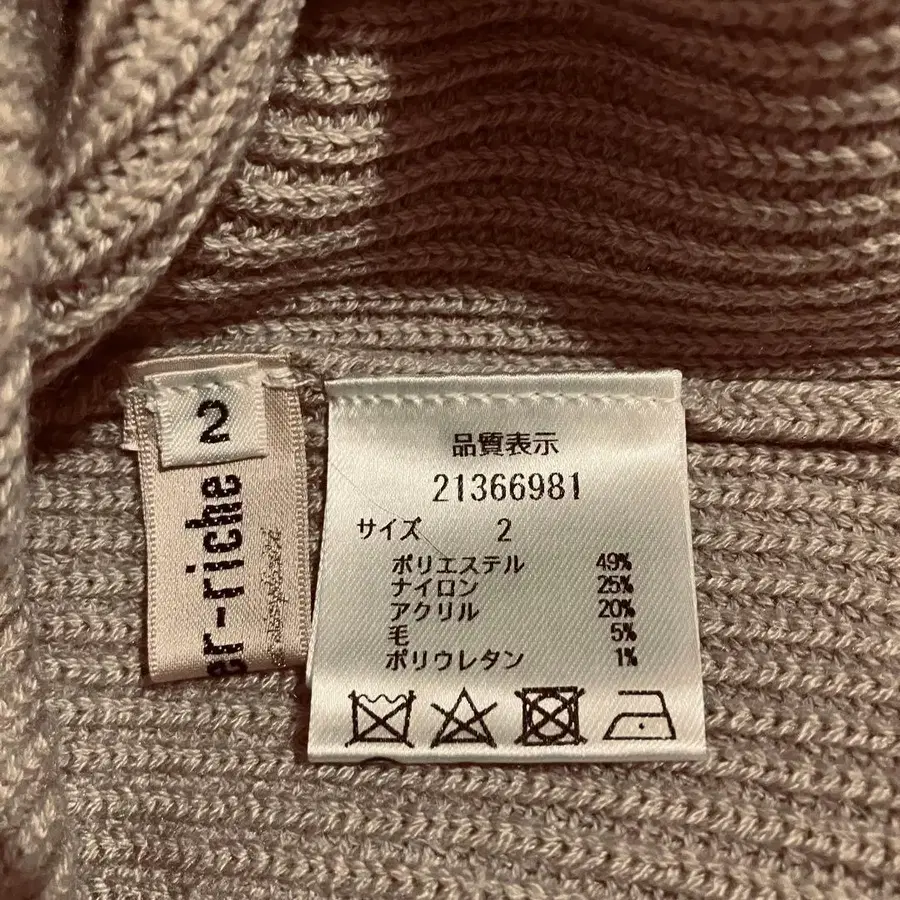 2
er-riche
品質表示
21366981
サイズ 2
ポリエステル 49%
ナイロン 25%
アクリル 20%
毛 5%
ポリウレタン 1%